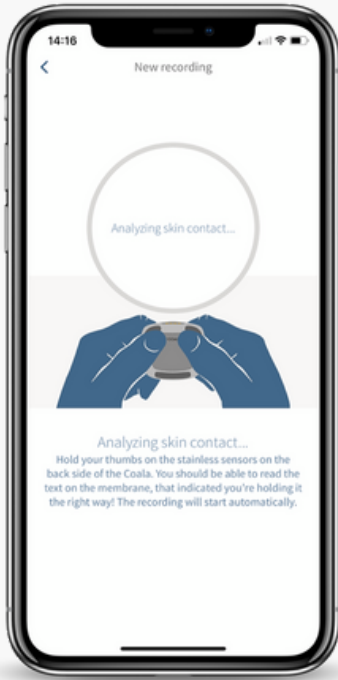 14:16
New recording
Analyzing skin contact...
Analyzing skin contact...
Hold your thumbs on the stainless sensors on the
back side of the Coala. You should be able to read the
text on the membrane, that indicated you're holding it
the right way! The recording will start automatically.